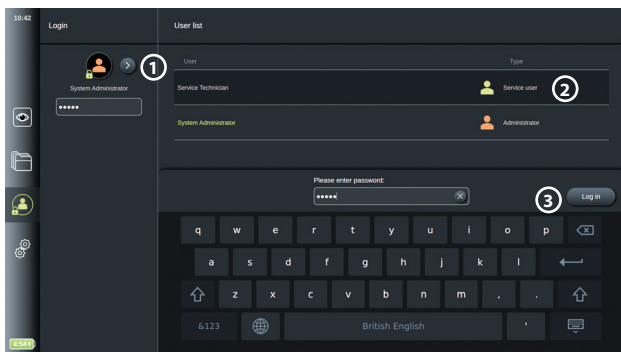 10:42
Login
User list
1
System Administrator
•••••
User
Type
Service Technician
Service user
2
System Administrator
Administrator
Please enter password:
•••••
3
Log in
q w e r t y u i o p
a s d f g h j k l
z x c v b n m , .
&123
British English
'
4:54